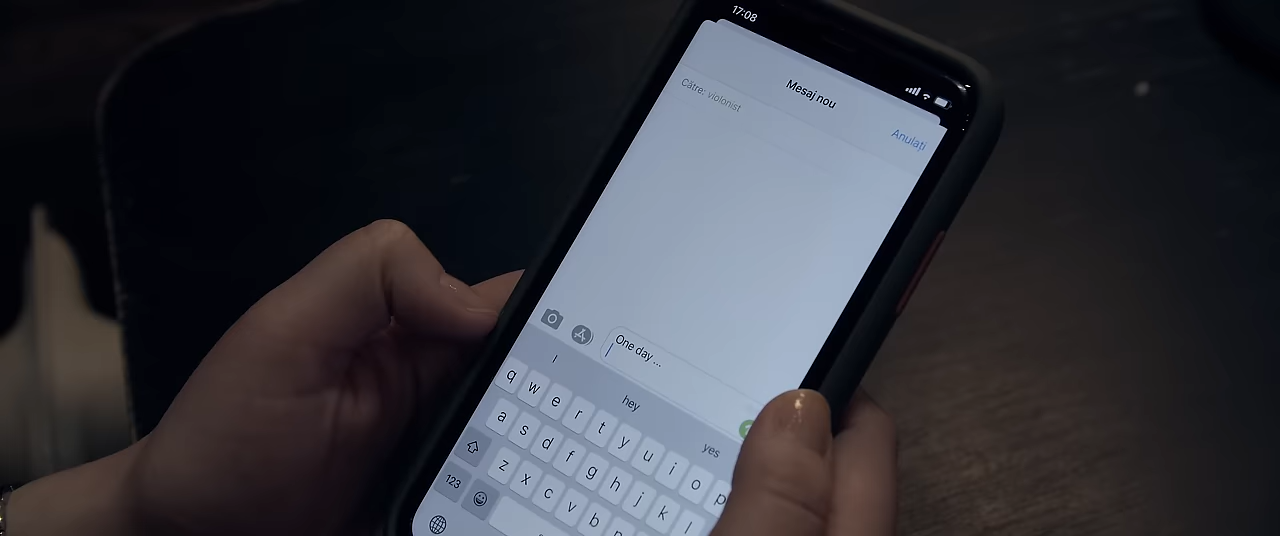 17:08
Mesaj nou
Către: violonist
Anulați
One day ...
I
hey
yes
q w e r t y u i o p
a s d f g h j k l
z x c v b n
123